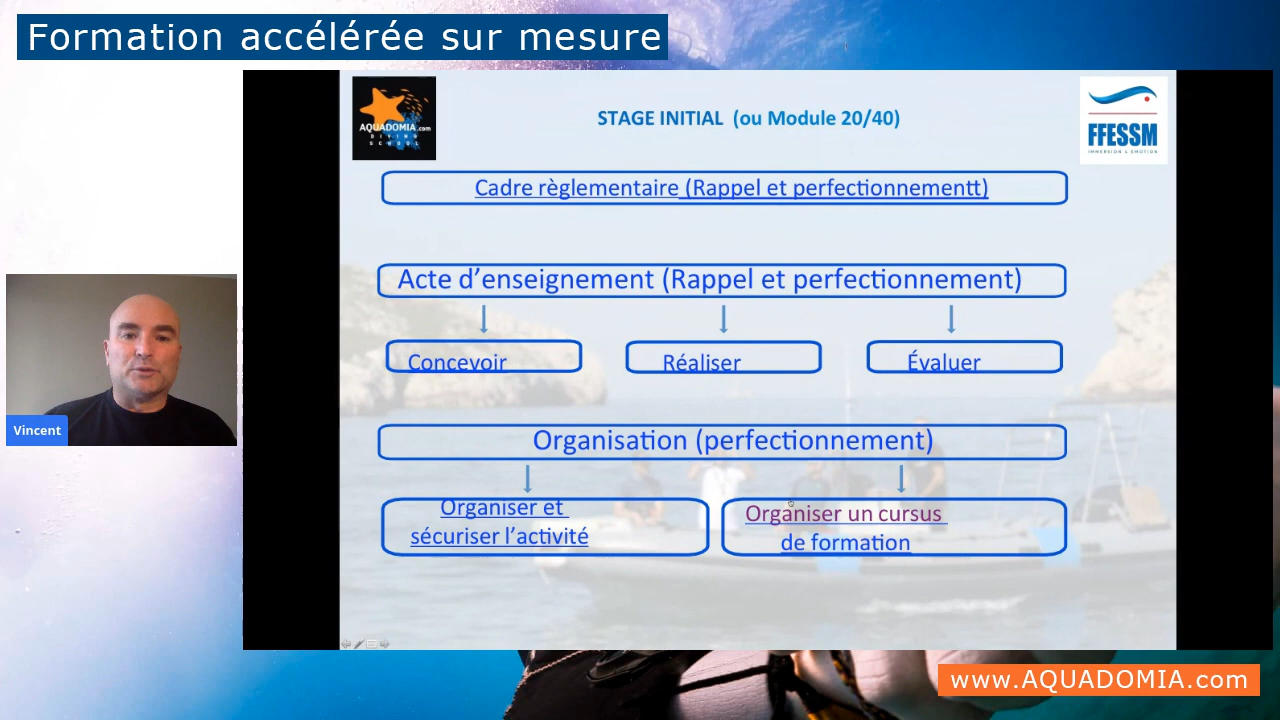 Formation accélérée sur mesure
AQUADOMIA.com
DIVING
SCHOOL
STAGE INITIAL (ou Module 20/40)
FFESSM
IMMERSION & ÉMOTION
Cadre règlementaire (Rappel et perfectionnementt)
Acte d’enseignement (Rappel et perfectionnement)
Concevoir
Réaliser
Évaluer
Vincent
Organisation (perfectionnement)
Organiser et
sécuriser l’activité
Organiser un cursus
de formation
www.AQUADOMIA.com